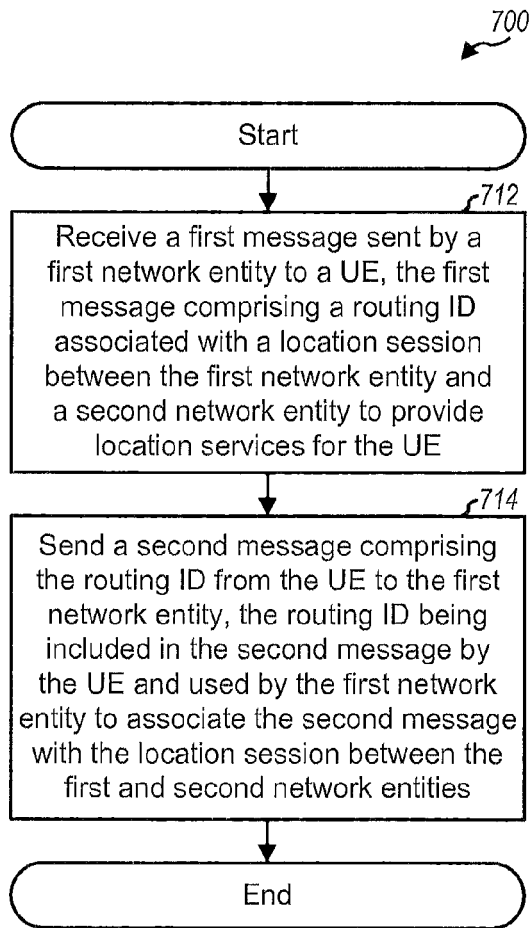 700
Start
712
Receive a first message sent by a
first network entity to a UE, the first
message comprising a routing ID
associated with a location session
between the first network entity and
a second network entity to provide
location services for the UE
714
Send a second message comprising
the routing ID from the UE to the first
network entity, the routing ID being
included in the second message by
the UE and used by the first network
entity to associate the second message
with the location session between the
first and second network entities
End